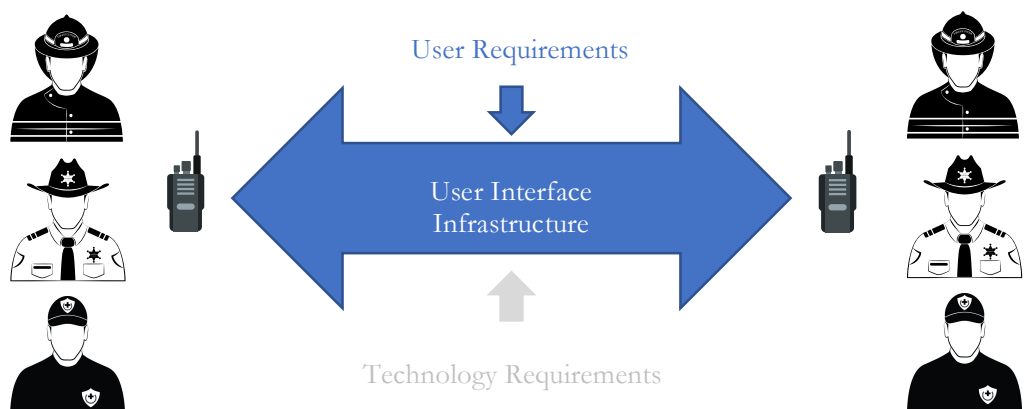 User Requirements
User Interface
Infrastructure
Technology Requirements